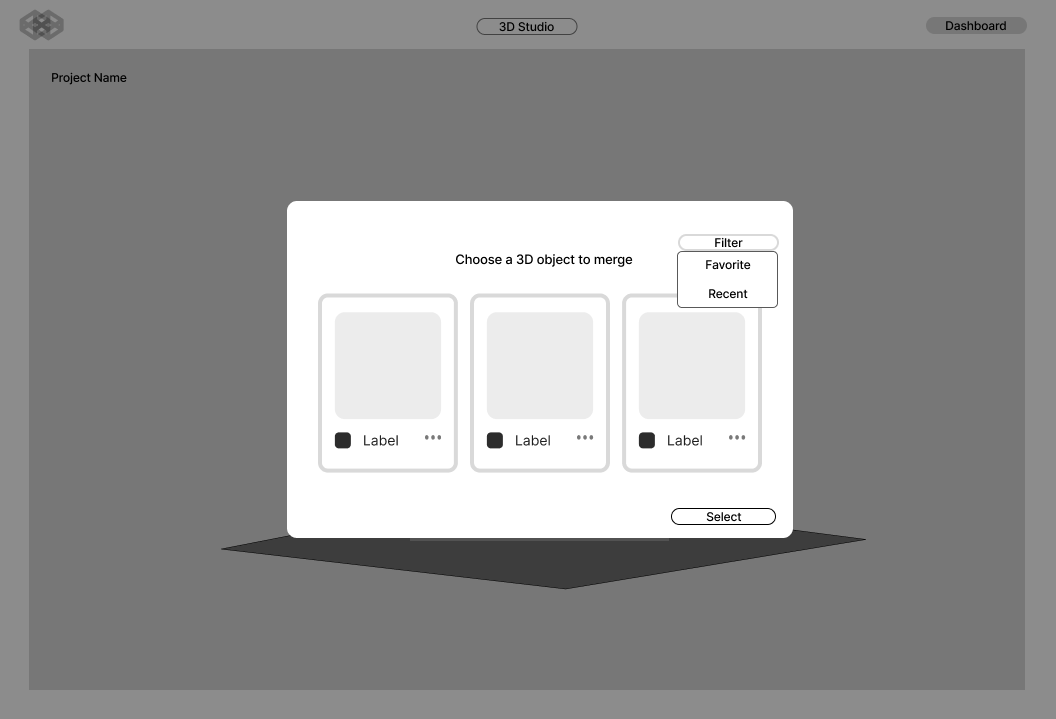 3D Studio
Dashboard
Project Name
Filter
Choose a 3D object to merge
Favorite
Recent
Label
Label
Label
Select